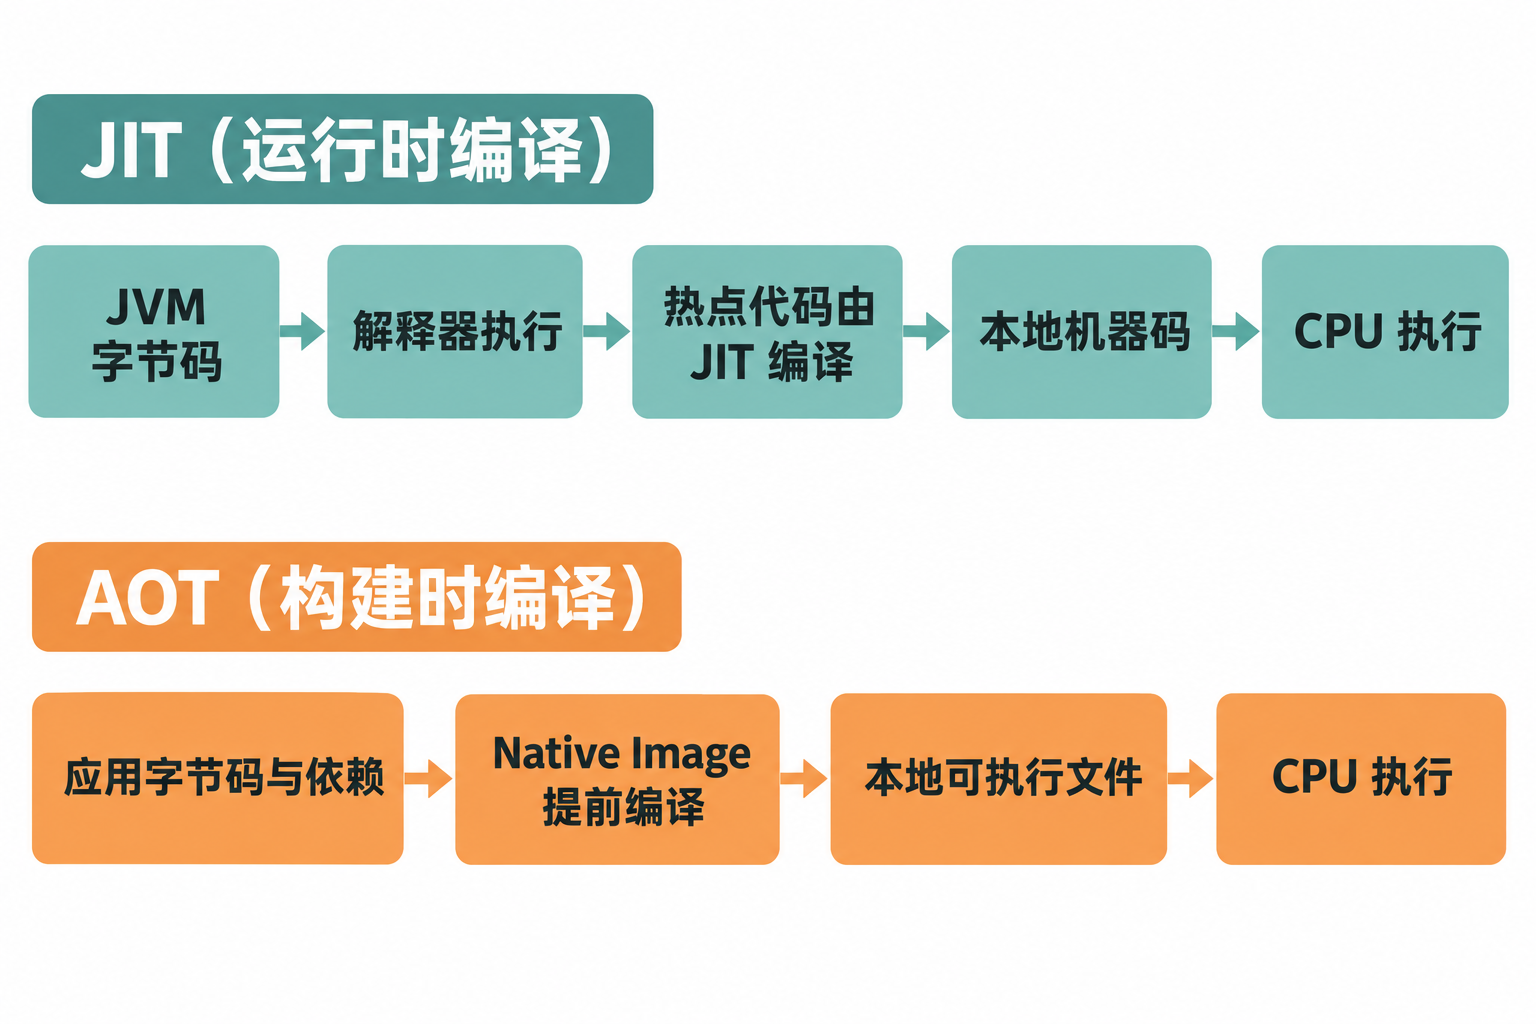 JIT（运行时编译）
JVM
字节码
解释器执行
热点代码由
JIT 编译
本地机器码
CPU 执行
AOT（构建时编译）
应用字节码与依赖
Native Image
提前编译
本地可执行文件
CPU 执行